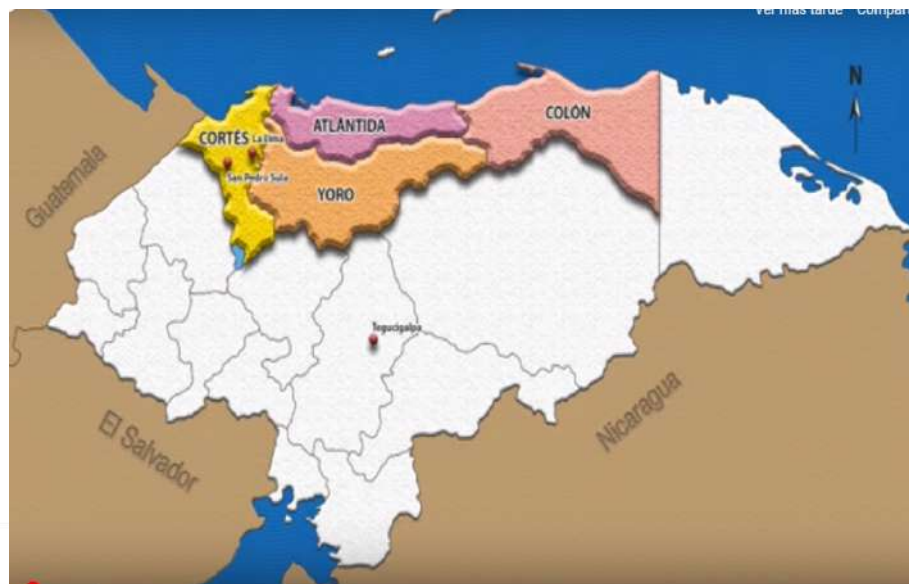 Ver más tarde Compar
N
COLÓN
ATLÁNTIDA
CORTÉS
La Lima
San Pedro Sula
YORO
Guatemala
Tegucigalpa
El Salvador
Nicaragua